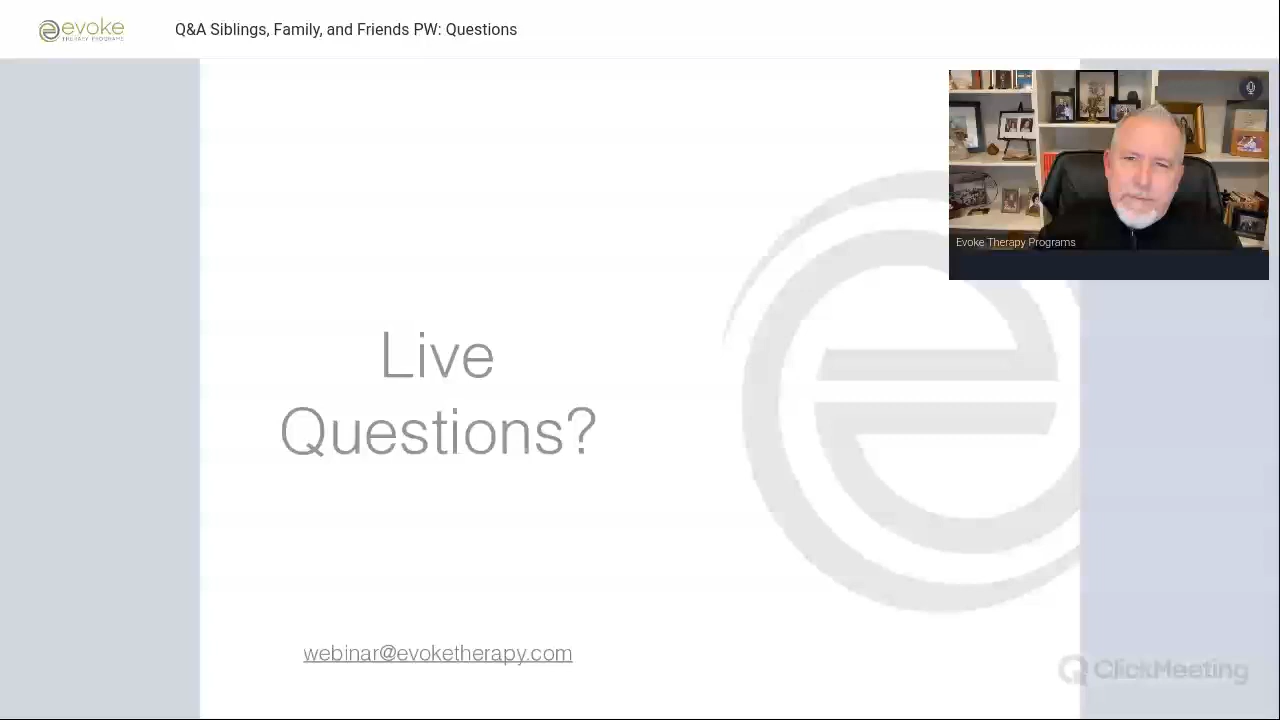 evoke
THERAPY PROGRAMS
Q&A Siblings, Family, and Friends PW: Questions
Evoke Therapy Programs
Live
Questions?
webinar@evoketherapy.com
ClickMeeting